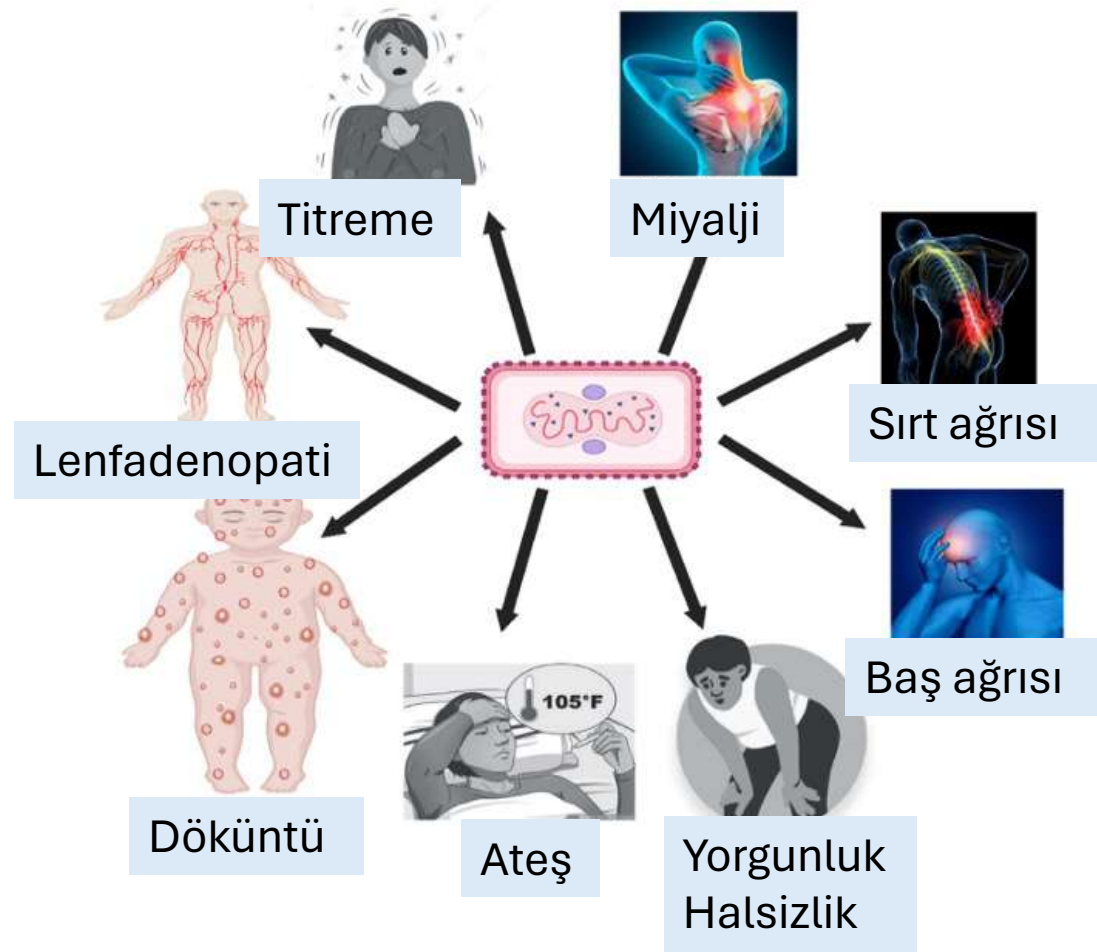 Titreme
Miyalji
Sırt ağrısı
Lenfadenopati
Baş ağrısı
105°F
Döküntü
Ateş
Yorgunluk
Halsizlik